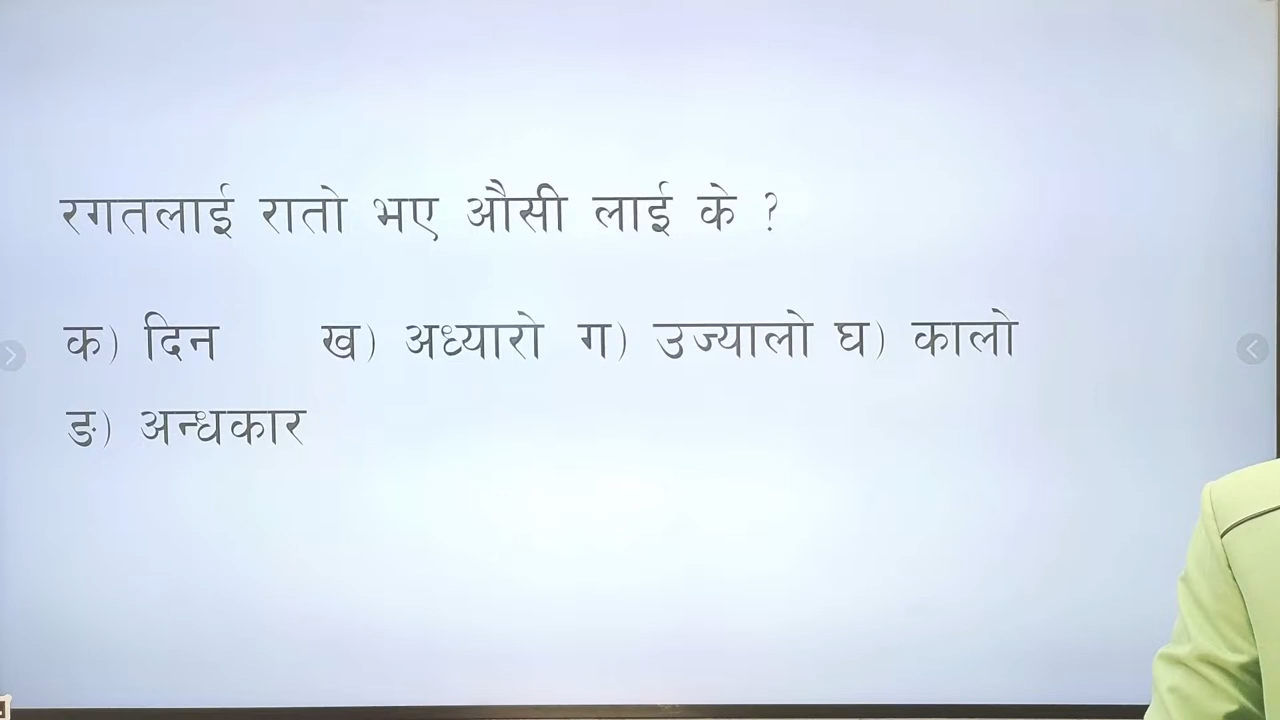 रगतलाई रातो भए औसी लाई के ?
क) दिन ख) अध्यारो ग) उज्यालो घ) कालो
ङ) अन्धकार